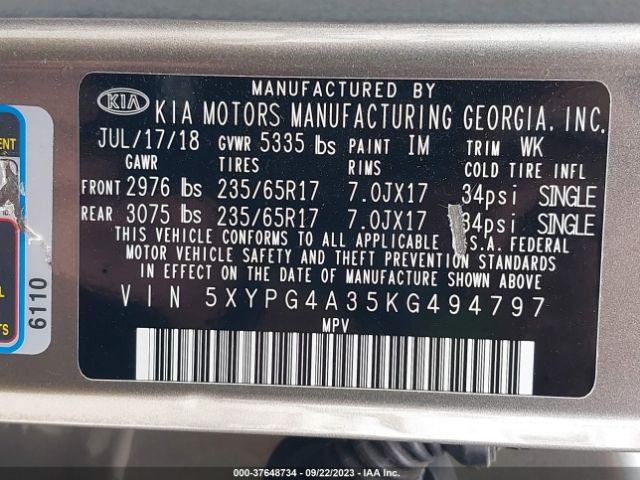 MANUFACTURED BY
KIA KIA MOTORS MANUFACTURING GEORGIA, INC.
JUL/17/18 GVWR 5335 lbs PAINT IM TRIM WK
GAWR TIRES RIMS COLD TIRE INFL
FRONT 2976 lbs 235/65R17 7.0JX17 34psi SINGLE
REAR 3075 lbs 235/65R17 7.0JX17 34psi SINGLE
THIS VEHICLE CONFORMS TO ALL APPLICABLE U.S.A. FEDERAL
MOTOR VEHICLE SAFETY AND THEFT PREVENTION STANDARDS
IN EFFECT ON THE DATE OF MANUFACTURE SHOWN ABOVE.
VIN 5XYPG4A35KG494797
MPV
6110
000-37648734 - 09/22/2023 - IAA Inc.